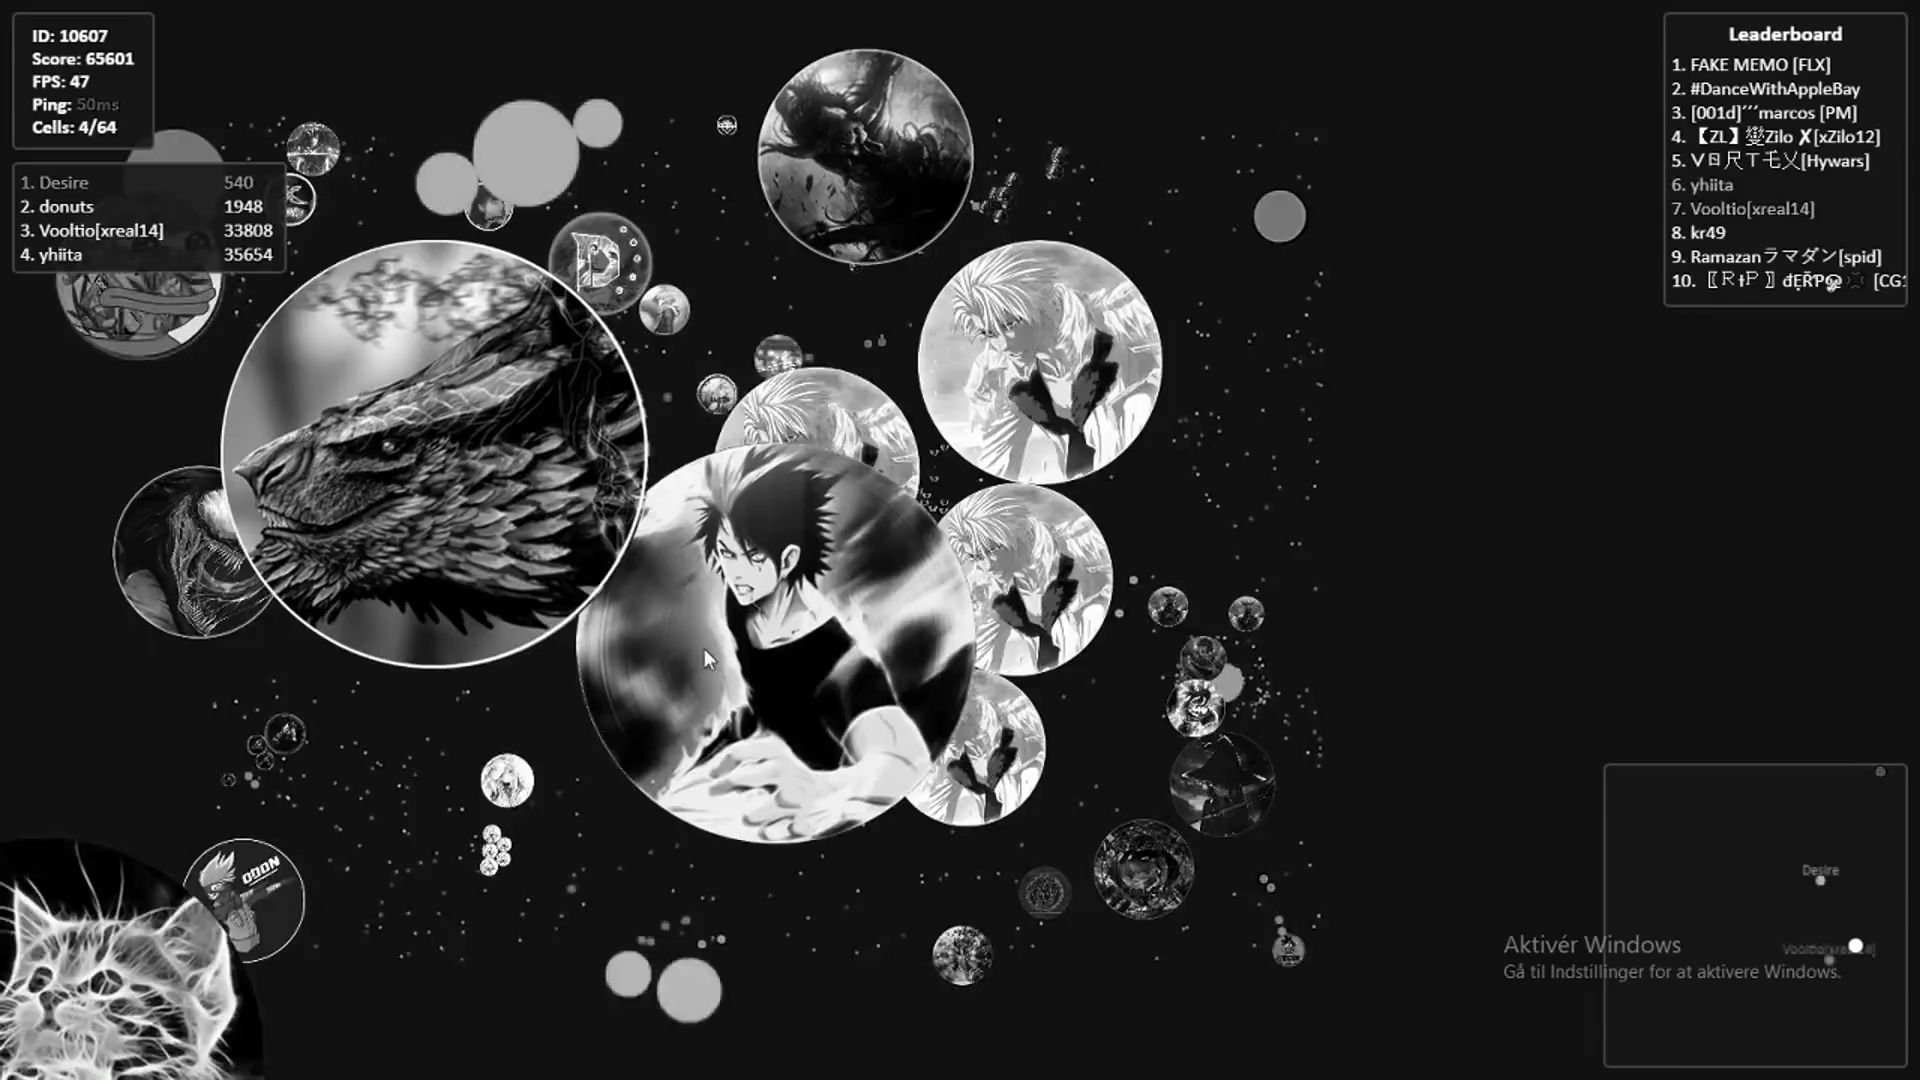 ID: 10607
Score: 65601
FPS: 47
Ping: 50ms
Cells: 4/64
1. Desire 540
2. donuts 1948
3. Vooltio[xreal14] 33808
4. yhiita 35654
Leaderboard
1. FAKE MEMO [FLX]
2. #DanceWithAppleBay
3. [001d]´´´marcos [PM]
4. 【ZL】變Zilo ✗[xZilo12]
5. V日尺丅乇乂[Hywars]
6. yhiita
7. Vooltio[xreal14]
8. kr49
9. Ramazanラマダン[spid]
10.
D
ODON
Desire
Aktivér Windows
Gå til Indstillinger for at aktivere Windows.